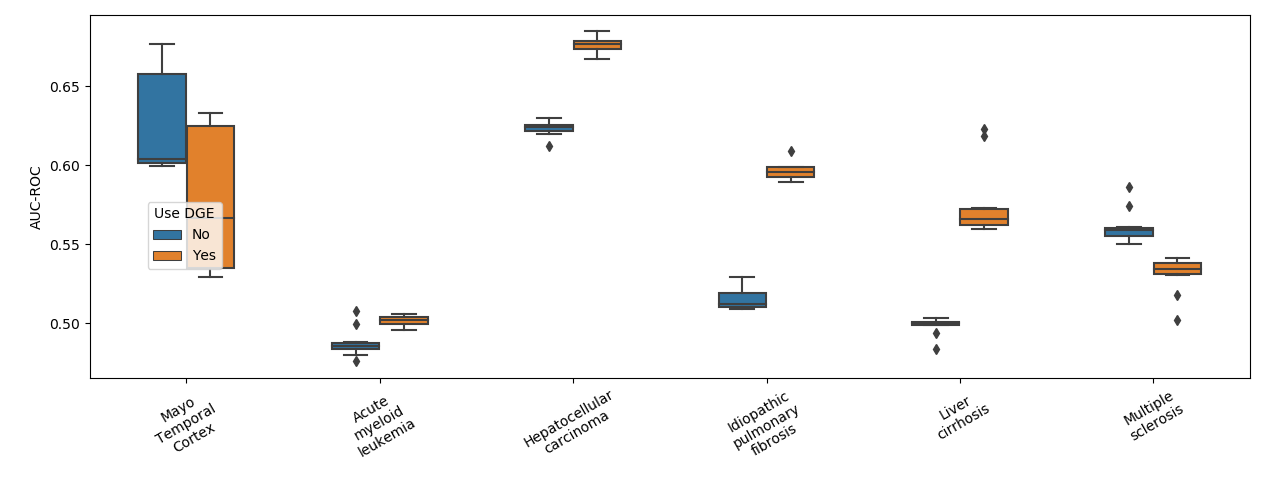 AUC-ROC
0.65
0.60
0.55
0.50
Use DGE
No
Yes
Mayo
Temporal
Cortex
Acute
myeloid
leukemia
Hepatocellular
carcinoma
Idiopathic
pulmonary
fibrosis
Liver
cirrhosis
Multiple
sclerosis